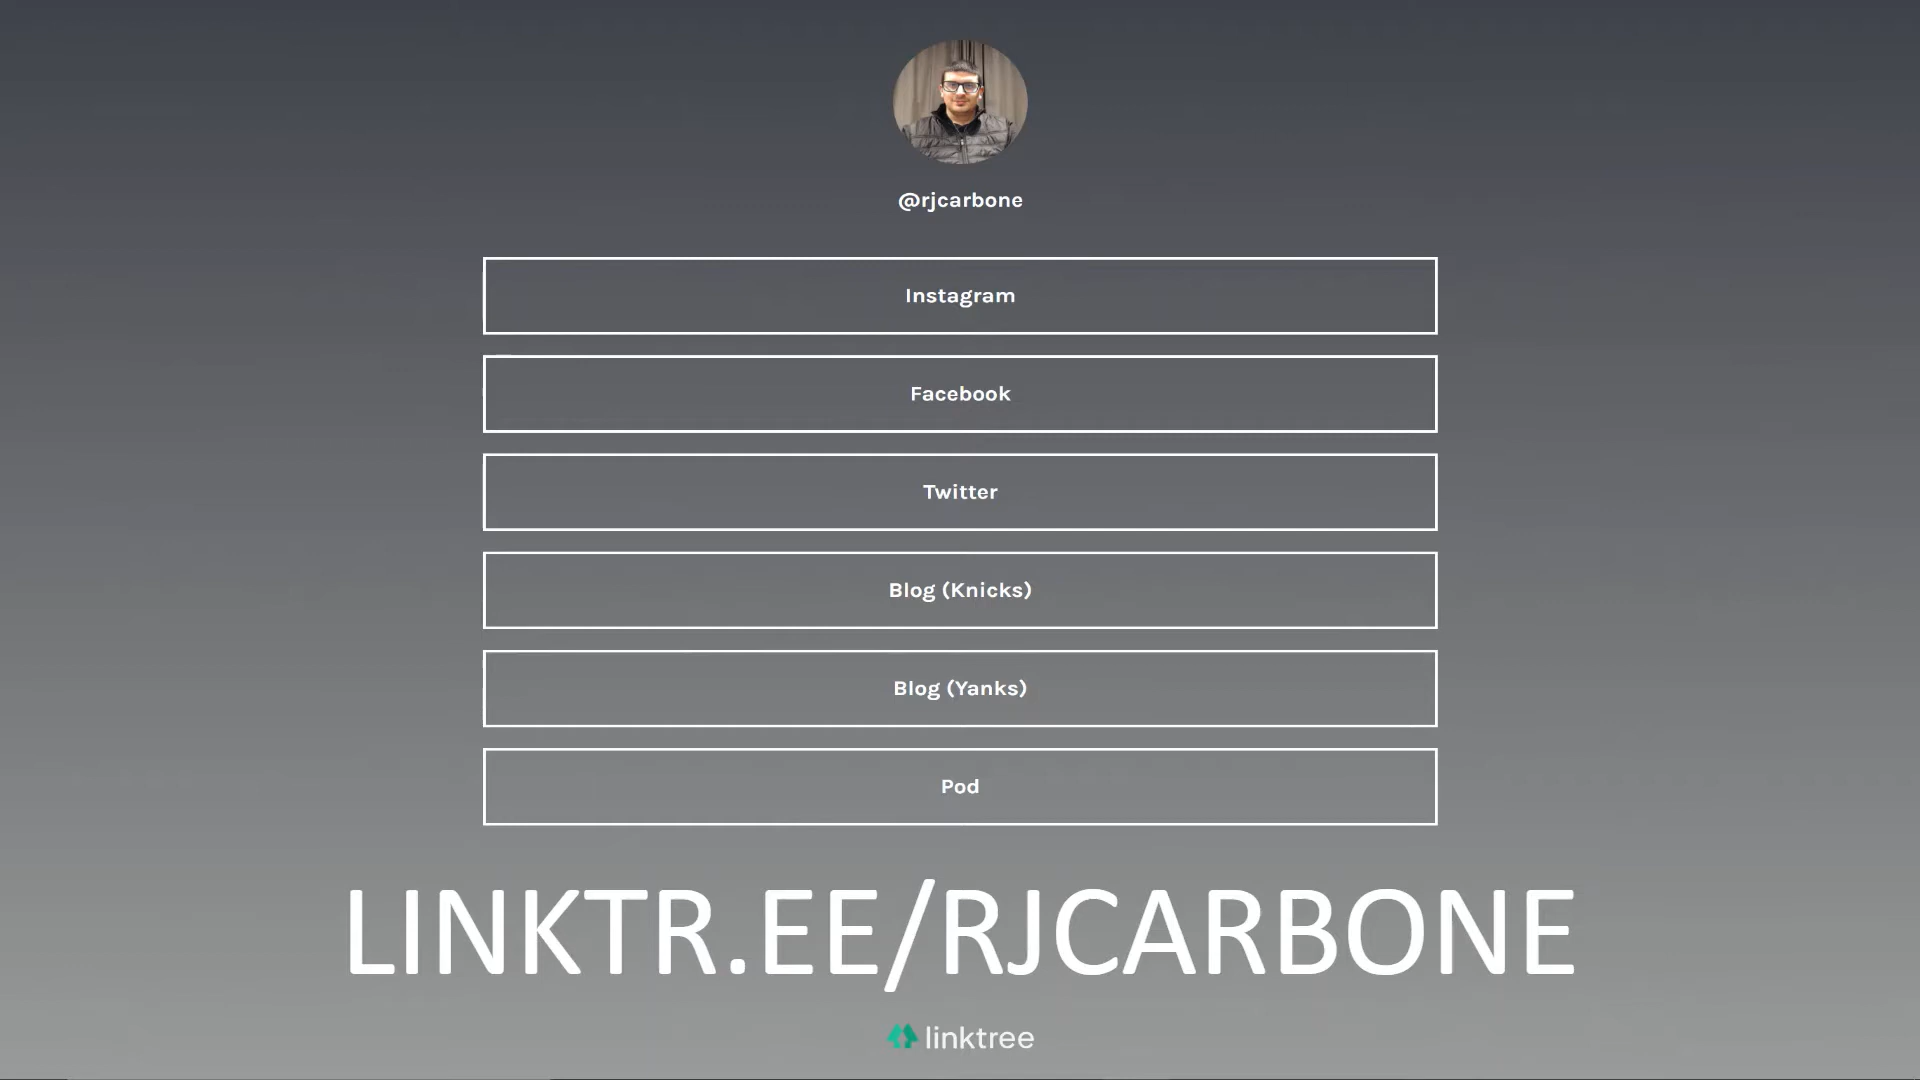 @rjcarbone
Instagram
Facebook
Twitter
Blog (Knicks)
Blog (Yanks)
Pod
LINKTR.EE/RJCARBONE
linktree